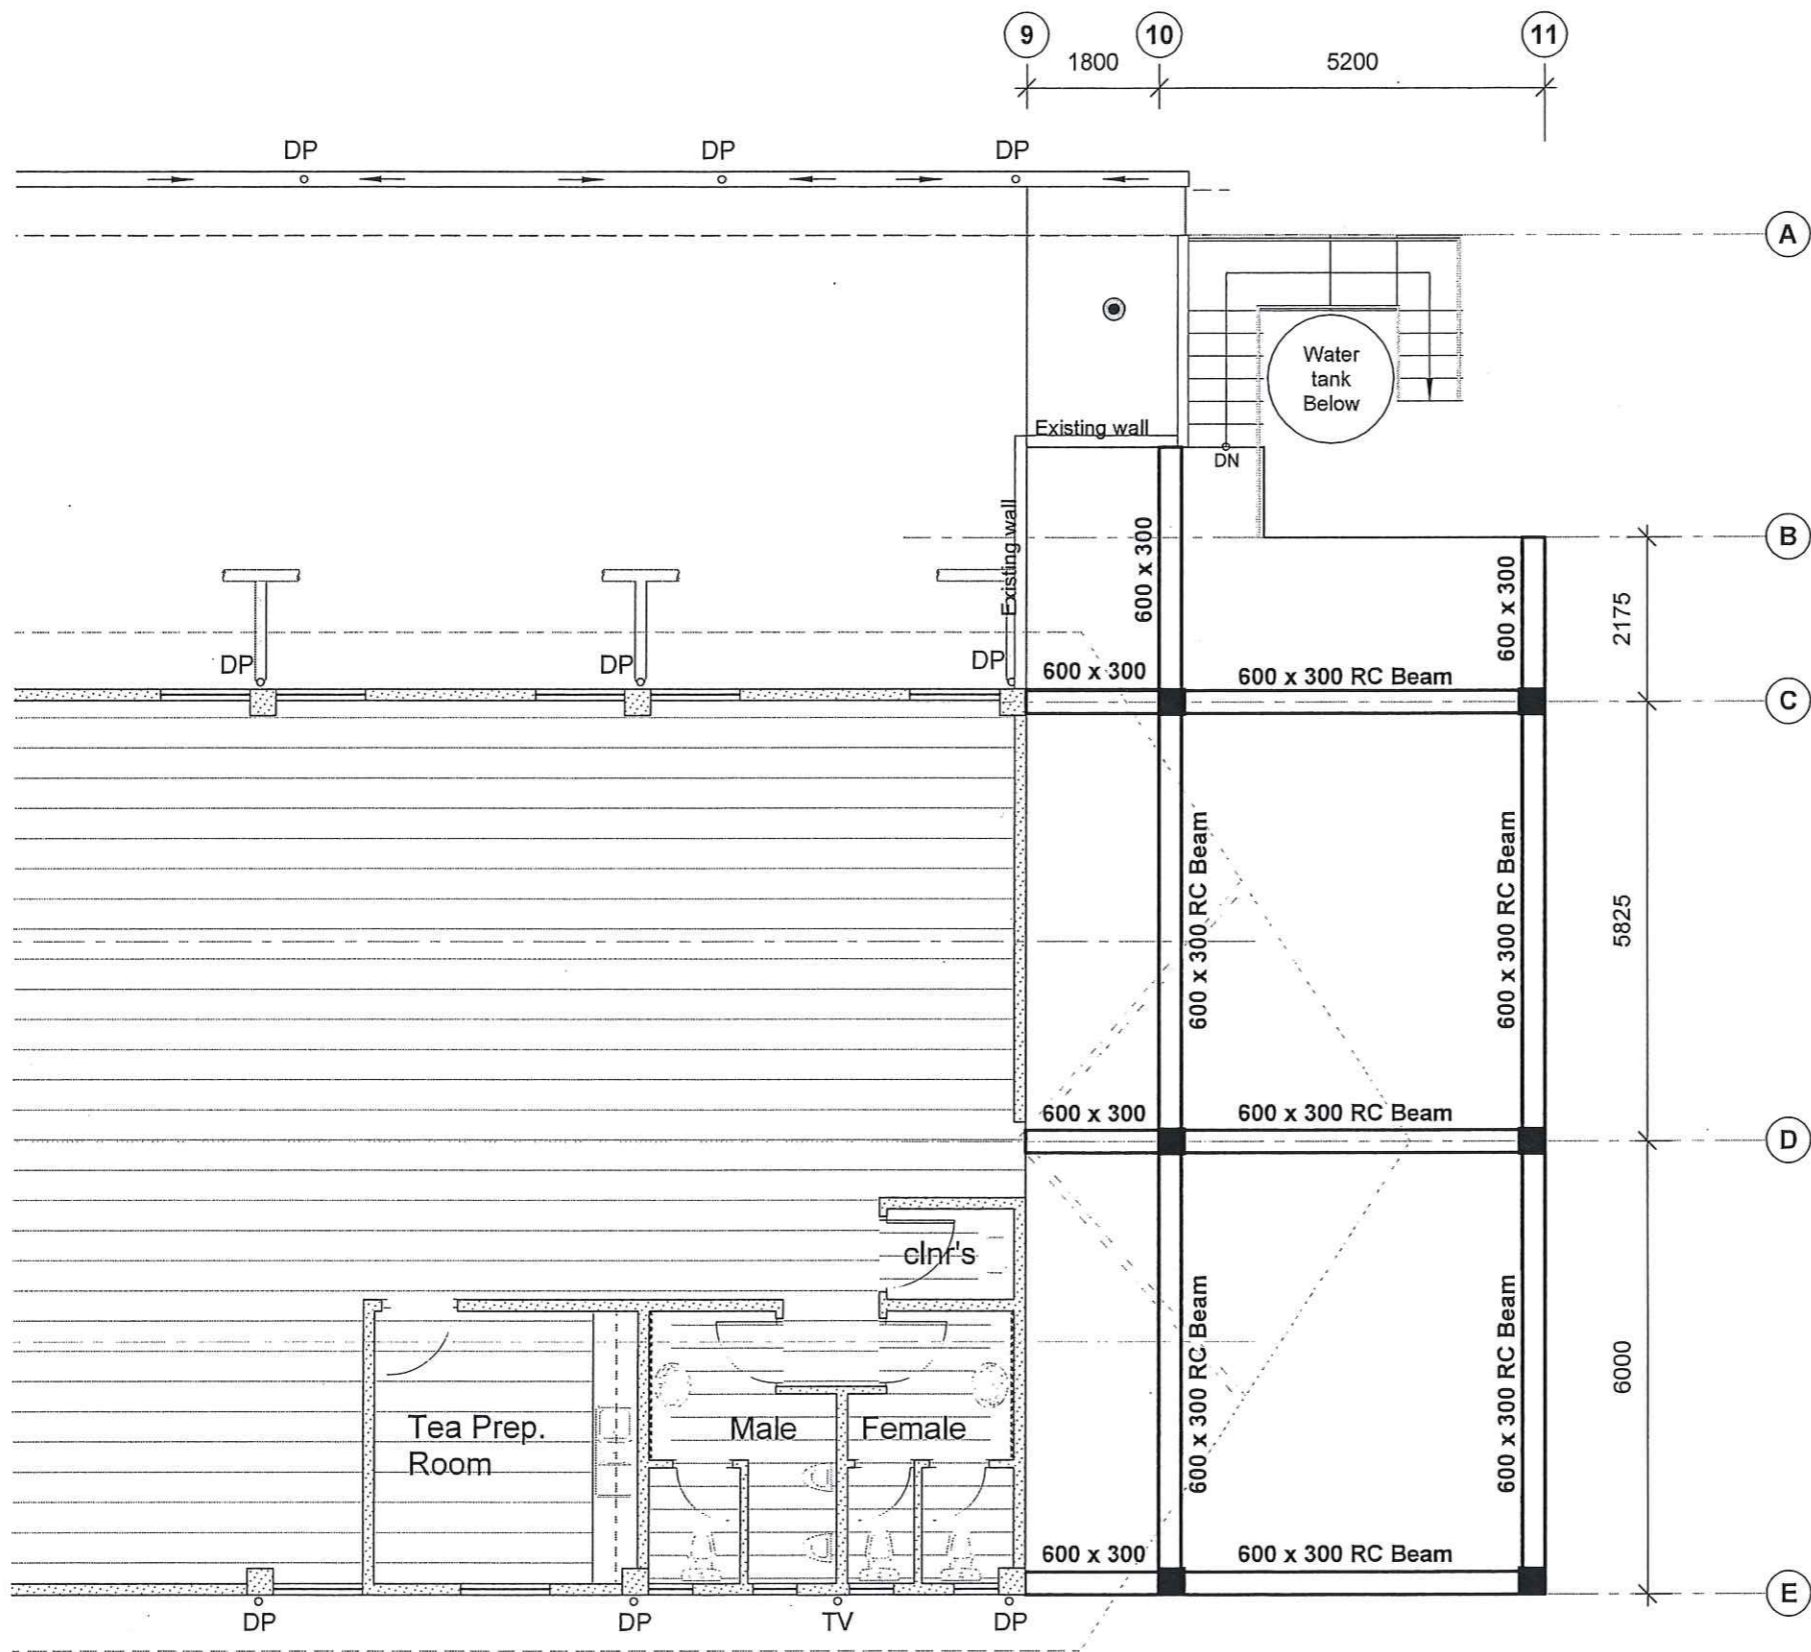 9
10
11
1800
5200
DP
DP
DP
A
Water
tank
Below
Existing wall
DN
Existing wall
600 x 300
B
600 x 300
2175
DP
DP
DP
600 x 300
600 x 300 RC Beam
C
600 x 300 RC Beam
600 x 300 RC Beam
5825
600 x 300
600 x 300 RC Beam
D
clnr's
600 x 300 RC Beam
600 x 300 RC Beam
6000
Tea Prep.
Room
Male
Female
600 x 300
600 x 300 RC Beam
E
DP
DP
TV
DP